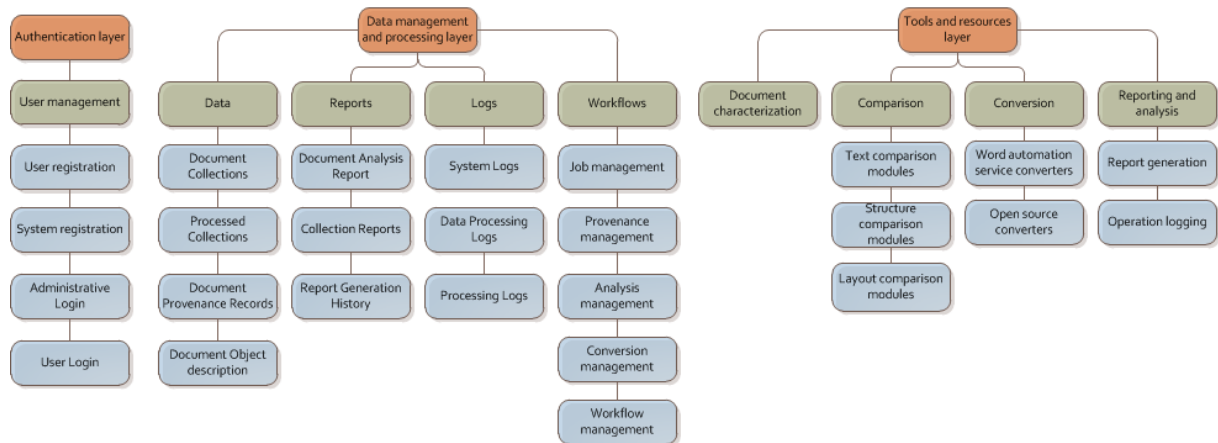 Authentication layer
User management
User registration
System registration
Administrative
Login
User Login
Data management
and processing layer
Data
Document
Collections
Processed
Collections
Document
Provenance Records
Document Object
description
Reports
Document Analysis
Report
Collection Reports
Report Generation
History
Logs
System Logs
Data Processing
Logs
Processing Logs
Workflows
Job management
Provenance
management
Analysis
management
Conversion
management
Workflow
management
Tools and resources
layer
Document
characterization
Comparison
Text comparison
modules
Structure
comparison
modules
Layout comparison
modules
Conversion
Word automation
service converters
Open source
converters
Reporting and
analysis
Report generation
Operation logging